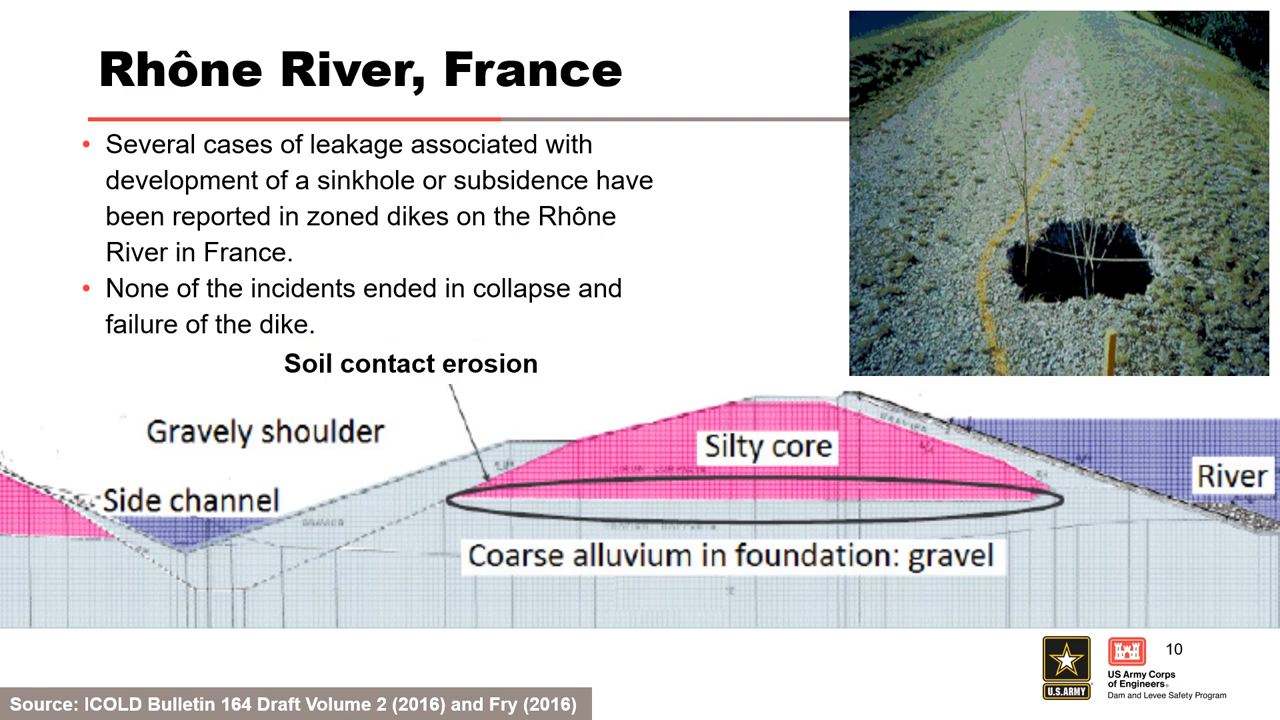 Rhône River, France
• Several cases of leakage associated with
development of a sinkhole or subsidence have
been reported in zoned dikes on the Rhône
River in France.
• None of the incidents ended in collapse and
failure of the dike.
Soil contact erosion
Gravely shoulder
Silty core
River
Side channel
Coarse alluvium in foundation: gravel
10
U.S. ARMY
US Army Corps
of Engineers®
Dam and Levee Safety Program
Source: ICOLD Bulletin 164 Draft Volume 2 (2016) and Fry (2016)